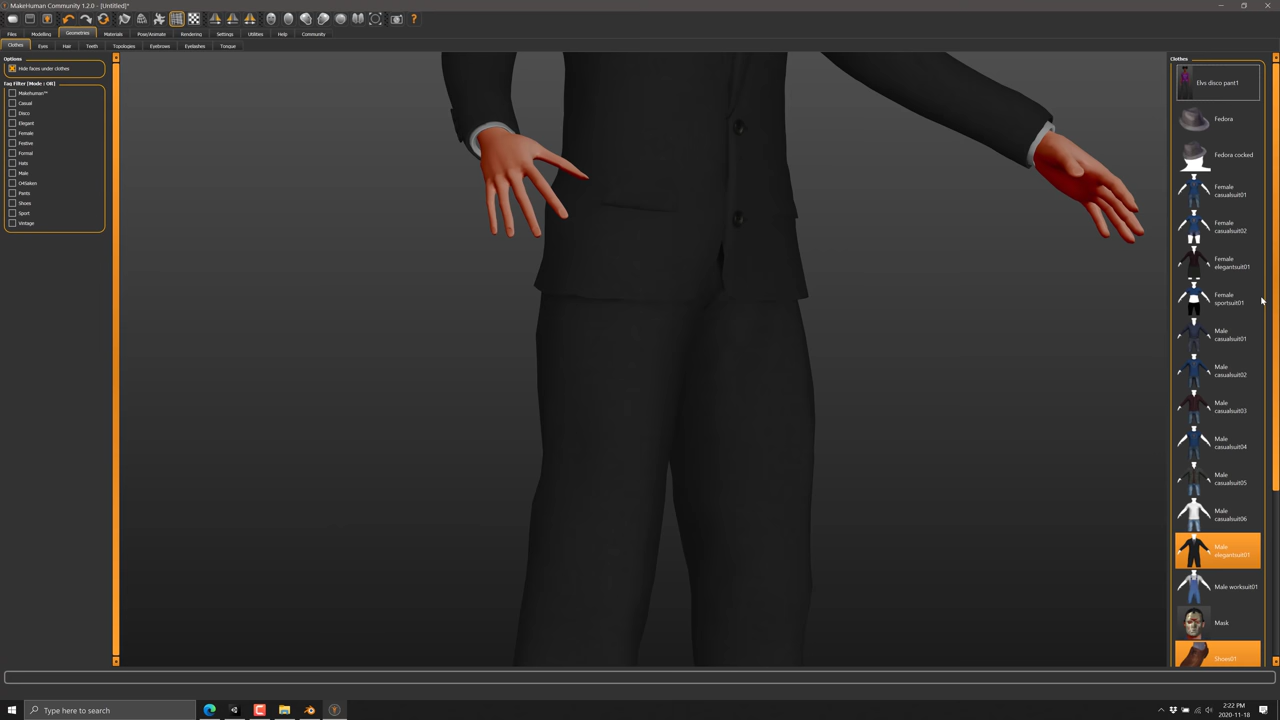 MakeHuman Community 1.2.0 - [Untitled]*
Files
Modelling
Geometries
Materials
Pose/Animate
Rendering
Settings
Utilities
Help
Community
Clothes
Eyes
Hair
Teeth
Topologies
Eyebrows
Eyelashes
Tongue
Options
Hide faces under clothes
Tag Filter [Mode : OR]
Makehuman™
Casual
Disco
Elegant
Female
Festive
Formal
Hats
Male
O4Saken
Pants
Shoes
Sport
Vintage
Clothes
Elvs disco pant1
Fedora
Fedora cocked
Female
casualsuit01
Female
casualsuit02
Female
elegantsuit01
Female
sportsuit01
Male
casualsuit01
Male
casualsuit02
Male
casualsuit03
Male
casualsuit04
Male
casualsuit05
Male
casualsuit06
Male
elegantsuit01
Male worksuit01
Mask
Shoes01
Type here to search
2:22 PM
2020-11-18